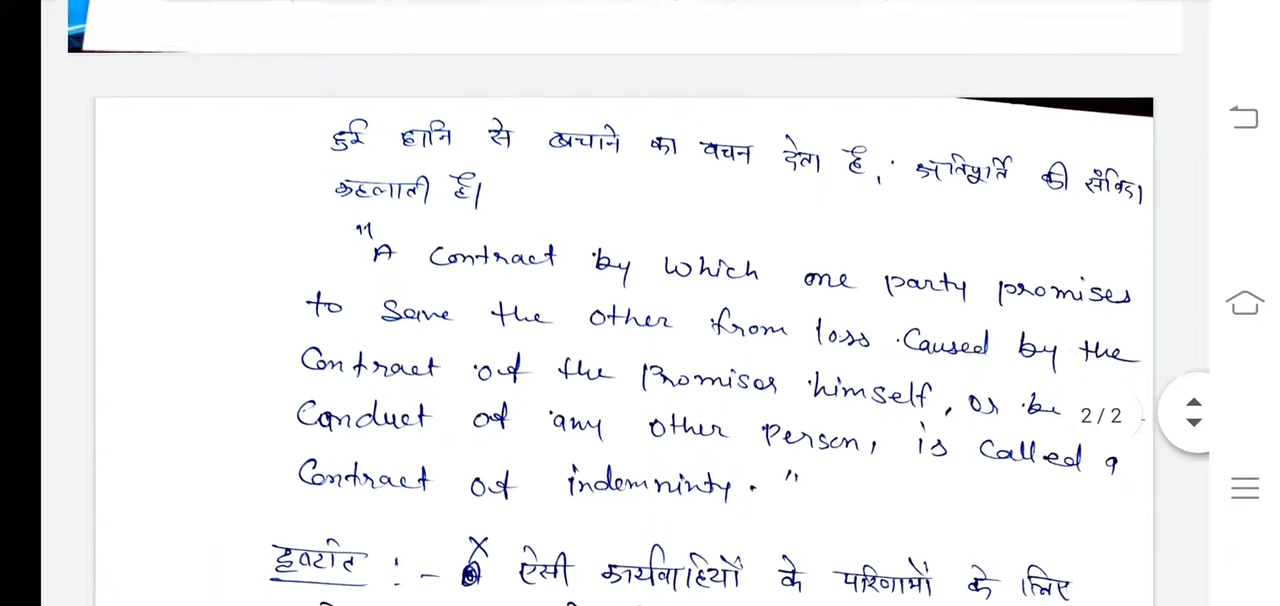 हुई हानि से बचाने का वचन देता है, क्षतिपूर्ति की संविदा
कहलाती है।
"A Contract by which one party promises
to save the other from loss caused by the
Contract of the Promisor himself, or by
Conduct of any other person, is called a
Contract of indemninty."
2/2
दृष्टांत :- X ऐसी कार्यवाहियों के परिणामों के लिए